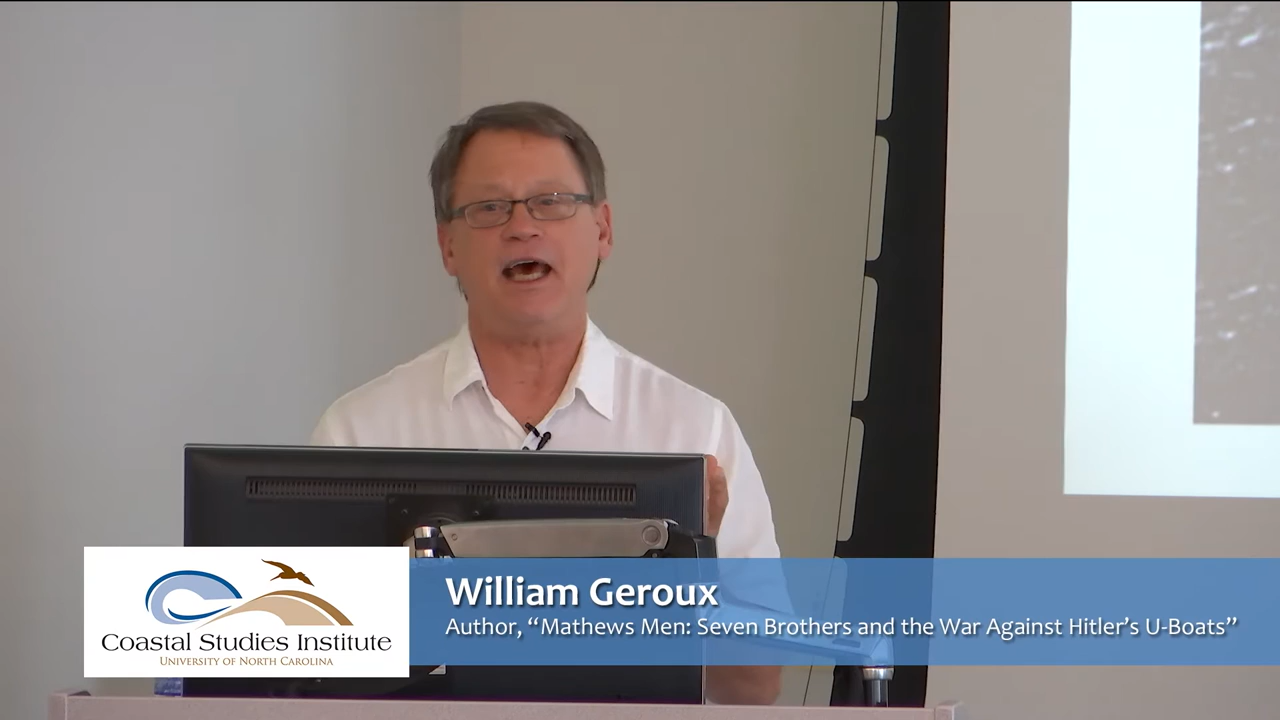 William Geroux
Author, “Mathews Men: Seven Brothers and the War Against Hitler’s U-Boats”
Coastal Studies Institute
University of North Carolina